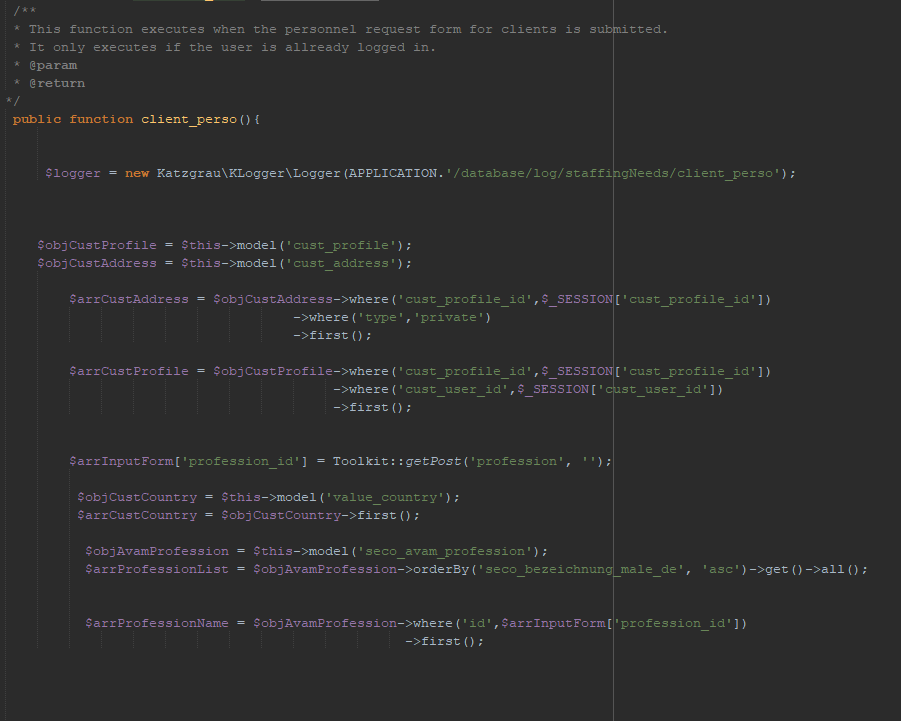 /**
* This function executes when the personnel request form for clients is submitted.
* It only executes if the user is allready logged in.
* @param
* @return
*/
public function client_perso(){
$logger = new Katzgrau\KLogger\Logger(APPLICATION.'/database/log/staffingNeeds/client_perso');
$objCustProfile = $this->model('cust_profile');
$objCustAddress = $this->model('cust_address');
$arrCustAddress = $objCustAddress->where('cust_profile_id',$_SESSION['cust_profile_id'])
->where('type','private')
->first();
$arrCustProfile = $objCustProfile->where('cust_profile_id',$_SESSION['cust_profile_id'])
->where('cust_user_id',$_SESSION['cust_user_id'])
->first();
$arrInputForm['profession_id'] = Toolkit::getPost('profession', '');
$objCustCountry = $this->model('value_country');
$arrCustCountry = $objCustCountry->first();
$objAvamProfession = $this->model('seco_avam_profession');
$arrProfessionList = $objAvamProfession->orderBy('seco_bezeichnung_male_de', 'asc')->get()->all();
$arrProfessionName = $objAvamProfession->where('id',$arrInputForm['profession_id'])
->first();